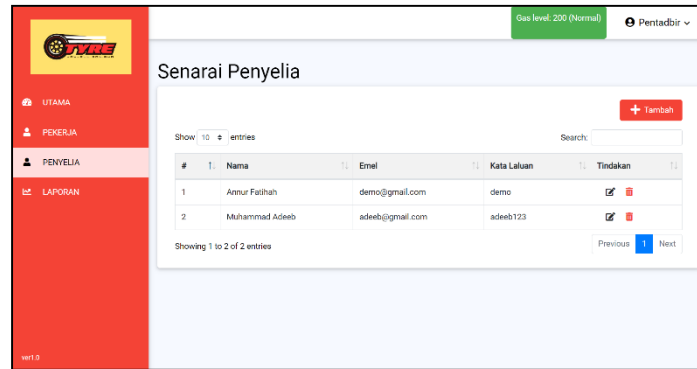 Gas level: 200 (Normal)
Pentadbir
TYRE
Senarai Penyelia
UTAMA
PEKERJA
PENYELIA
LAPORAN
Tambah
Show 10 entries
Search:
# Nama Emel Kata Laluan Tindakan
1 Annur Fatihah demo@gmail.com demo
2 Muhammad Adeeb adeeb@gmail.com adeeb123
Showing 1 to 2 of 2 entries
Previous 1 Next
ver1.0